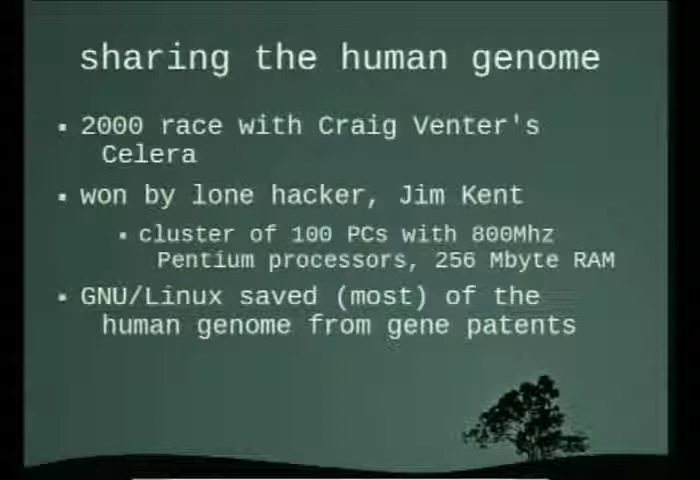 sharing the human genome
2000 race with Craig Venter's
Celera
won by lone hacker, Jim Kent
cluster of 100 PCs with 800Mhz
Pentium processors, 256 Mbyte RAM
GNU/Linux saved (most) of the
human genome from gene patents